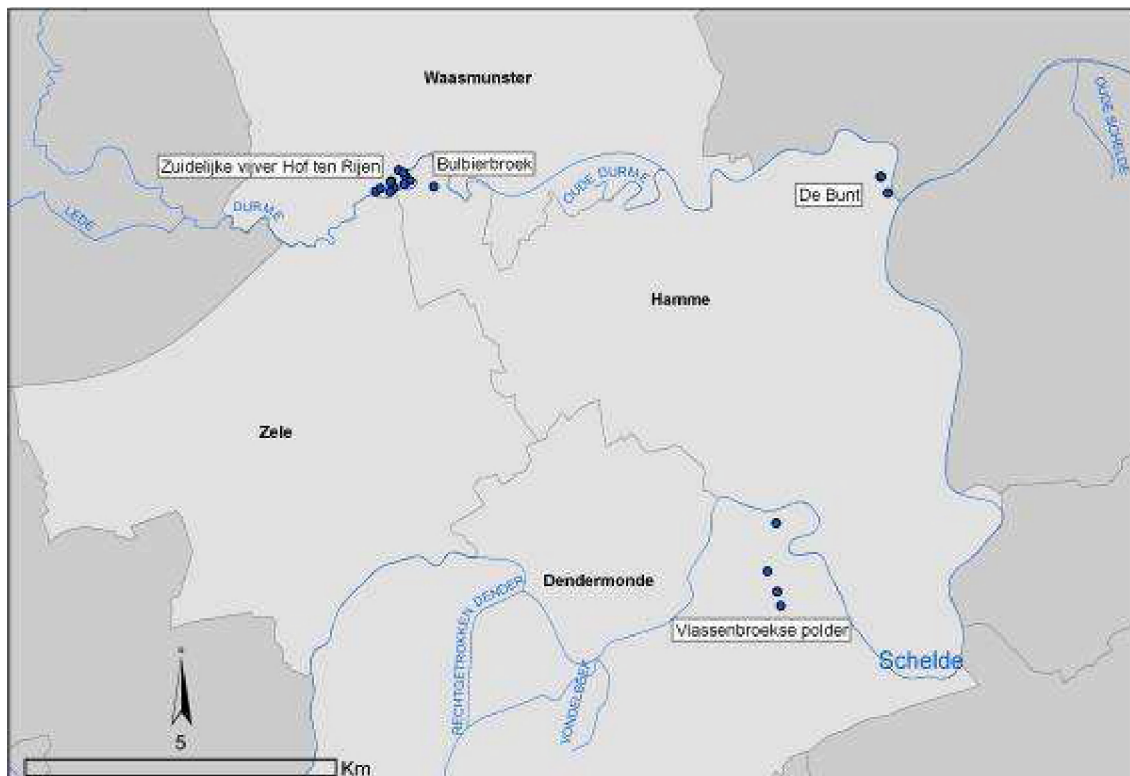 Waasmunster
Zuidelijke vijver Hof ten Rijen
Bulbierbroek
OUDE SCHELDE
LEDE
DURME
OUDE DURME
De Bunt
Hamme
Zele
RECHTGETROKKEN DENDER
Dendermonde
VONDELBEEK
Vlassenbroekse polder
Schelde
5
Km